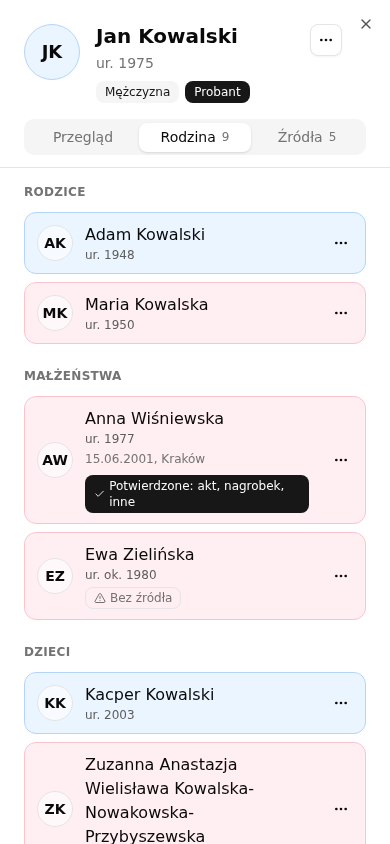 JK
Jan Kowalski
ur. 1975
Mężczyzna Probant
Przegląd Rodzina 9 Źródła 5
RODZICE
AK
Adam Kowalski
ur. 1948
MK
Maria Kowalska
ur. 1950
MAŁŻEŃSTWA
AW
Anna Wiśniewska
ur. 1977
15.06.2001, Kraków
Potwierdzone: akt, nagrobek,
inne
EZ
Ewa Zielińska
ur. ok. 1980
Bez źródła
DZIECI
KK
Kacper Kowalski
ur. 2003
ZK
Zuzanna Anastazja
Wielisława Kowalska-
Nowakowska-
Przybyszewska